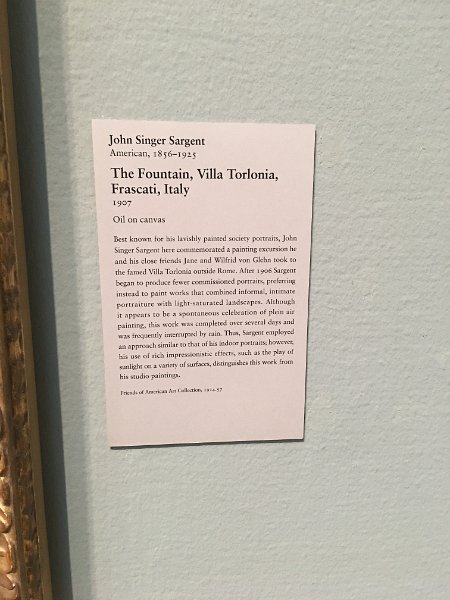 John Singer Sargent
American, 1856–1925
The Fountain, Villa Torlonia,
Frascati, Italy
1907
Oil on canvas
Best known for his lavishly painted society portraits, John
Singer Sargent here commemorated a painting excursion he
and his close friends Jane and Wilfrid von Glehn took to
the famed Villa Torlonia outside Rome. After 1906 Sargent
began to produce fewer commissioned portraits, preferring
instead to paint works that combined informal, intimate
portraiture with light-saturated landscapes. Although
it appears to be a spontaneous celebration of plein air
painting, this work was completed over several days and
was frequently interrupted by rain. Thus, Sargent employed
an approach similar to that of his indoor portraits; however,
his use of rich impressionistic effects, such as the play of
sunlight on a variety of surfaces, distinguishes this work from
his studio paintings.
Friends of American Art Collection, 1914.57